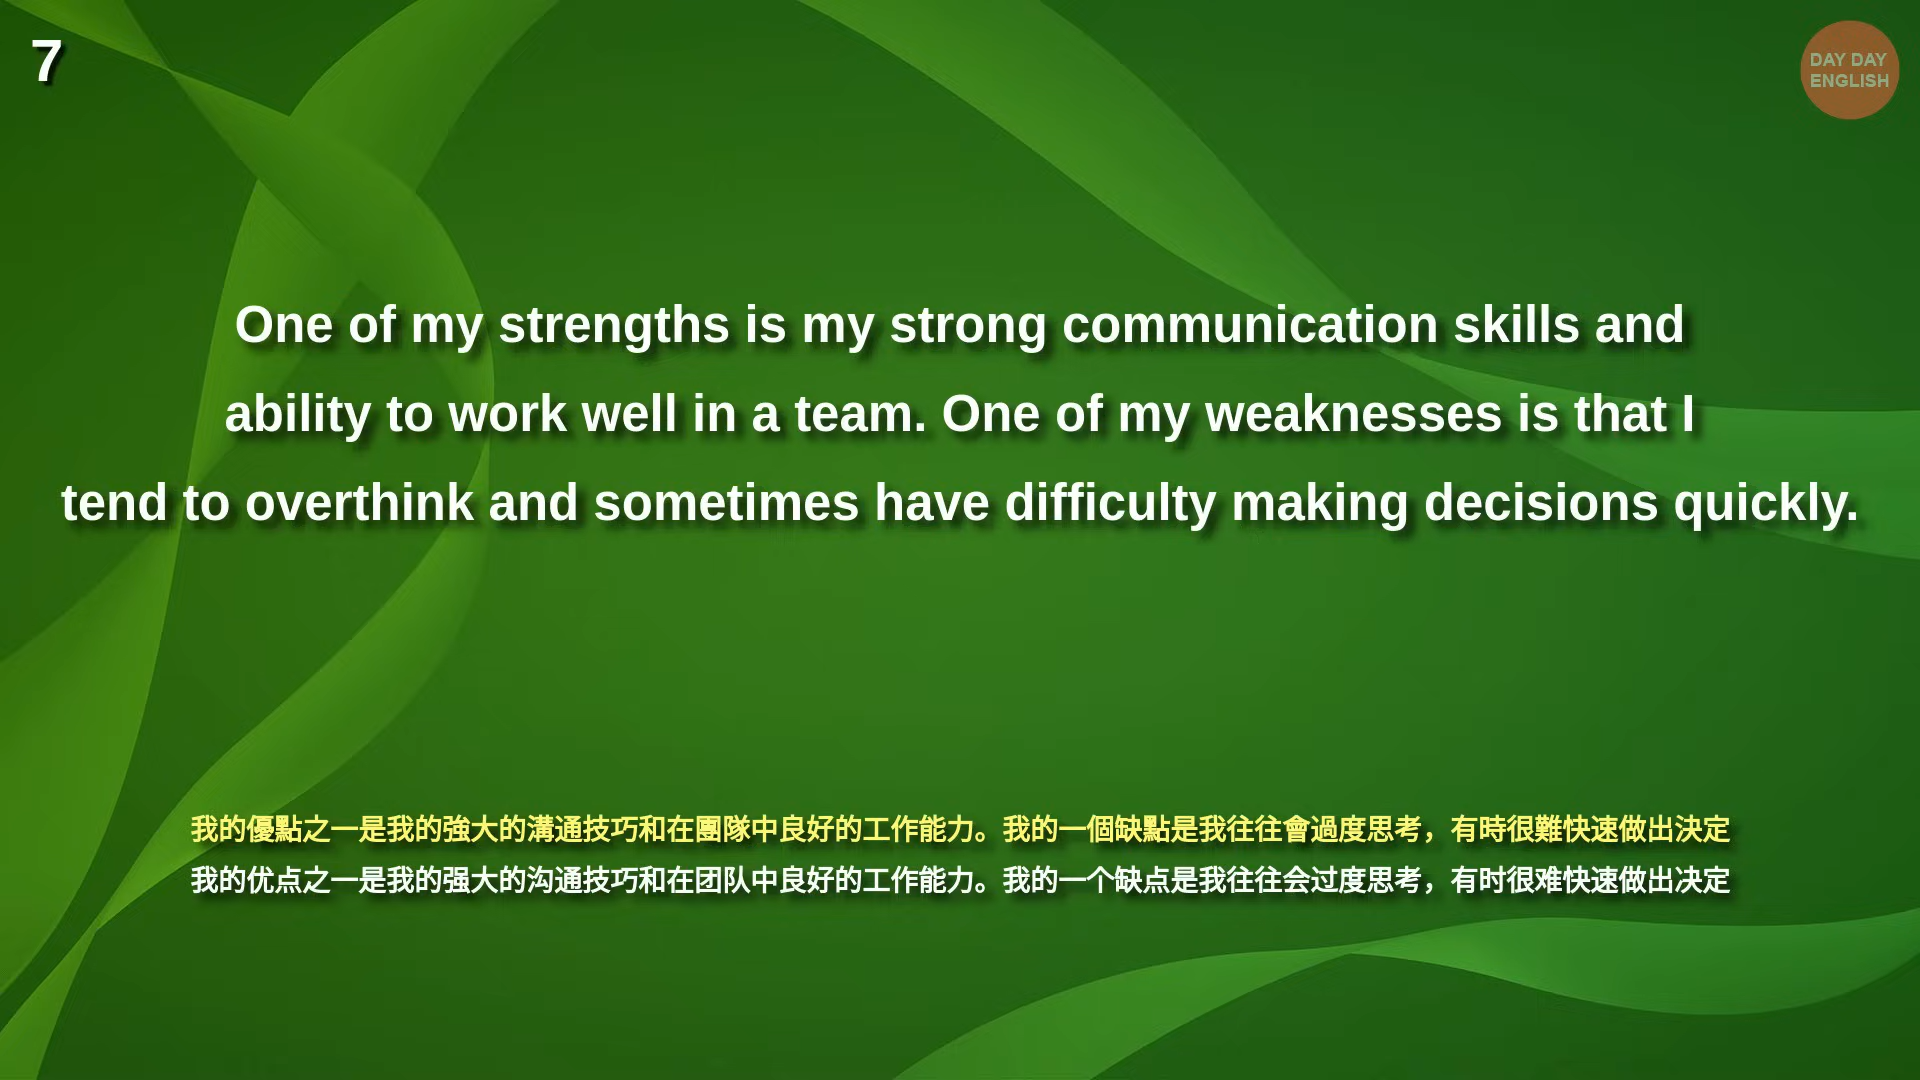 7
DAY DAY
ENGLISH
One of my strengths is my strong communication skills and
ability to work well in a team. One of my weaknesses is that I
tend to overthink and sometimes have difficulty making decisions quickly.
我的優點之一是我的強大的溝通技巧和在團隊中良好的工作能力。我的一個缺點是我往往會過度思考，有時很難快速做出決定
我的优点之一是我的强大的沟通技巧和在团队中良好的工作能力。我的一个缺点是我往往会过度思考，有时很难快速做出决定